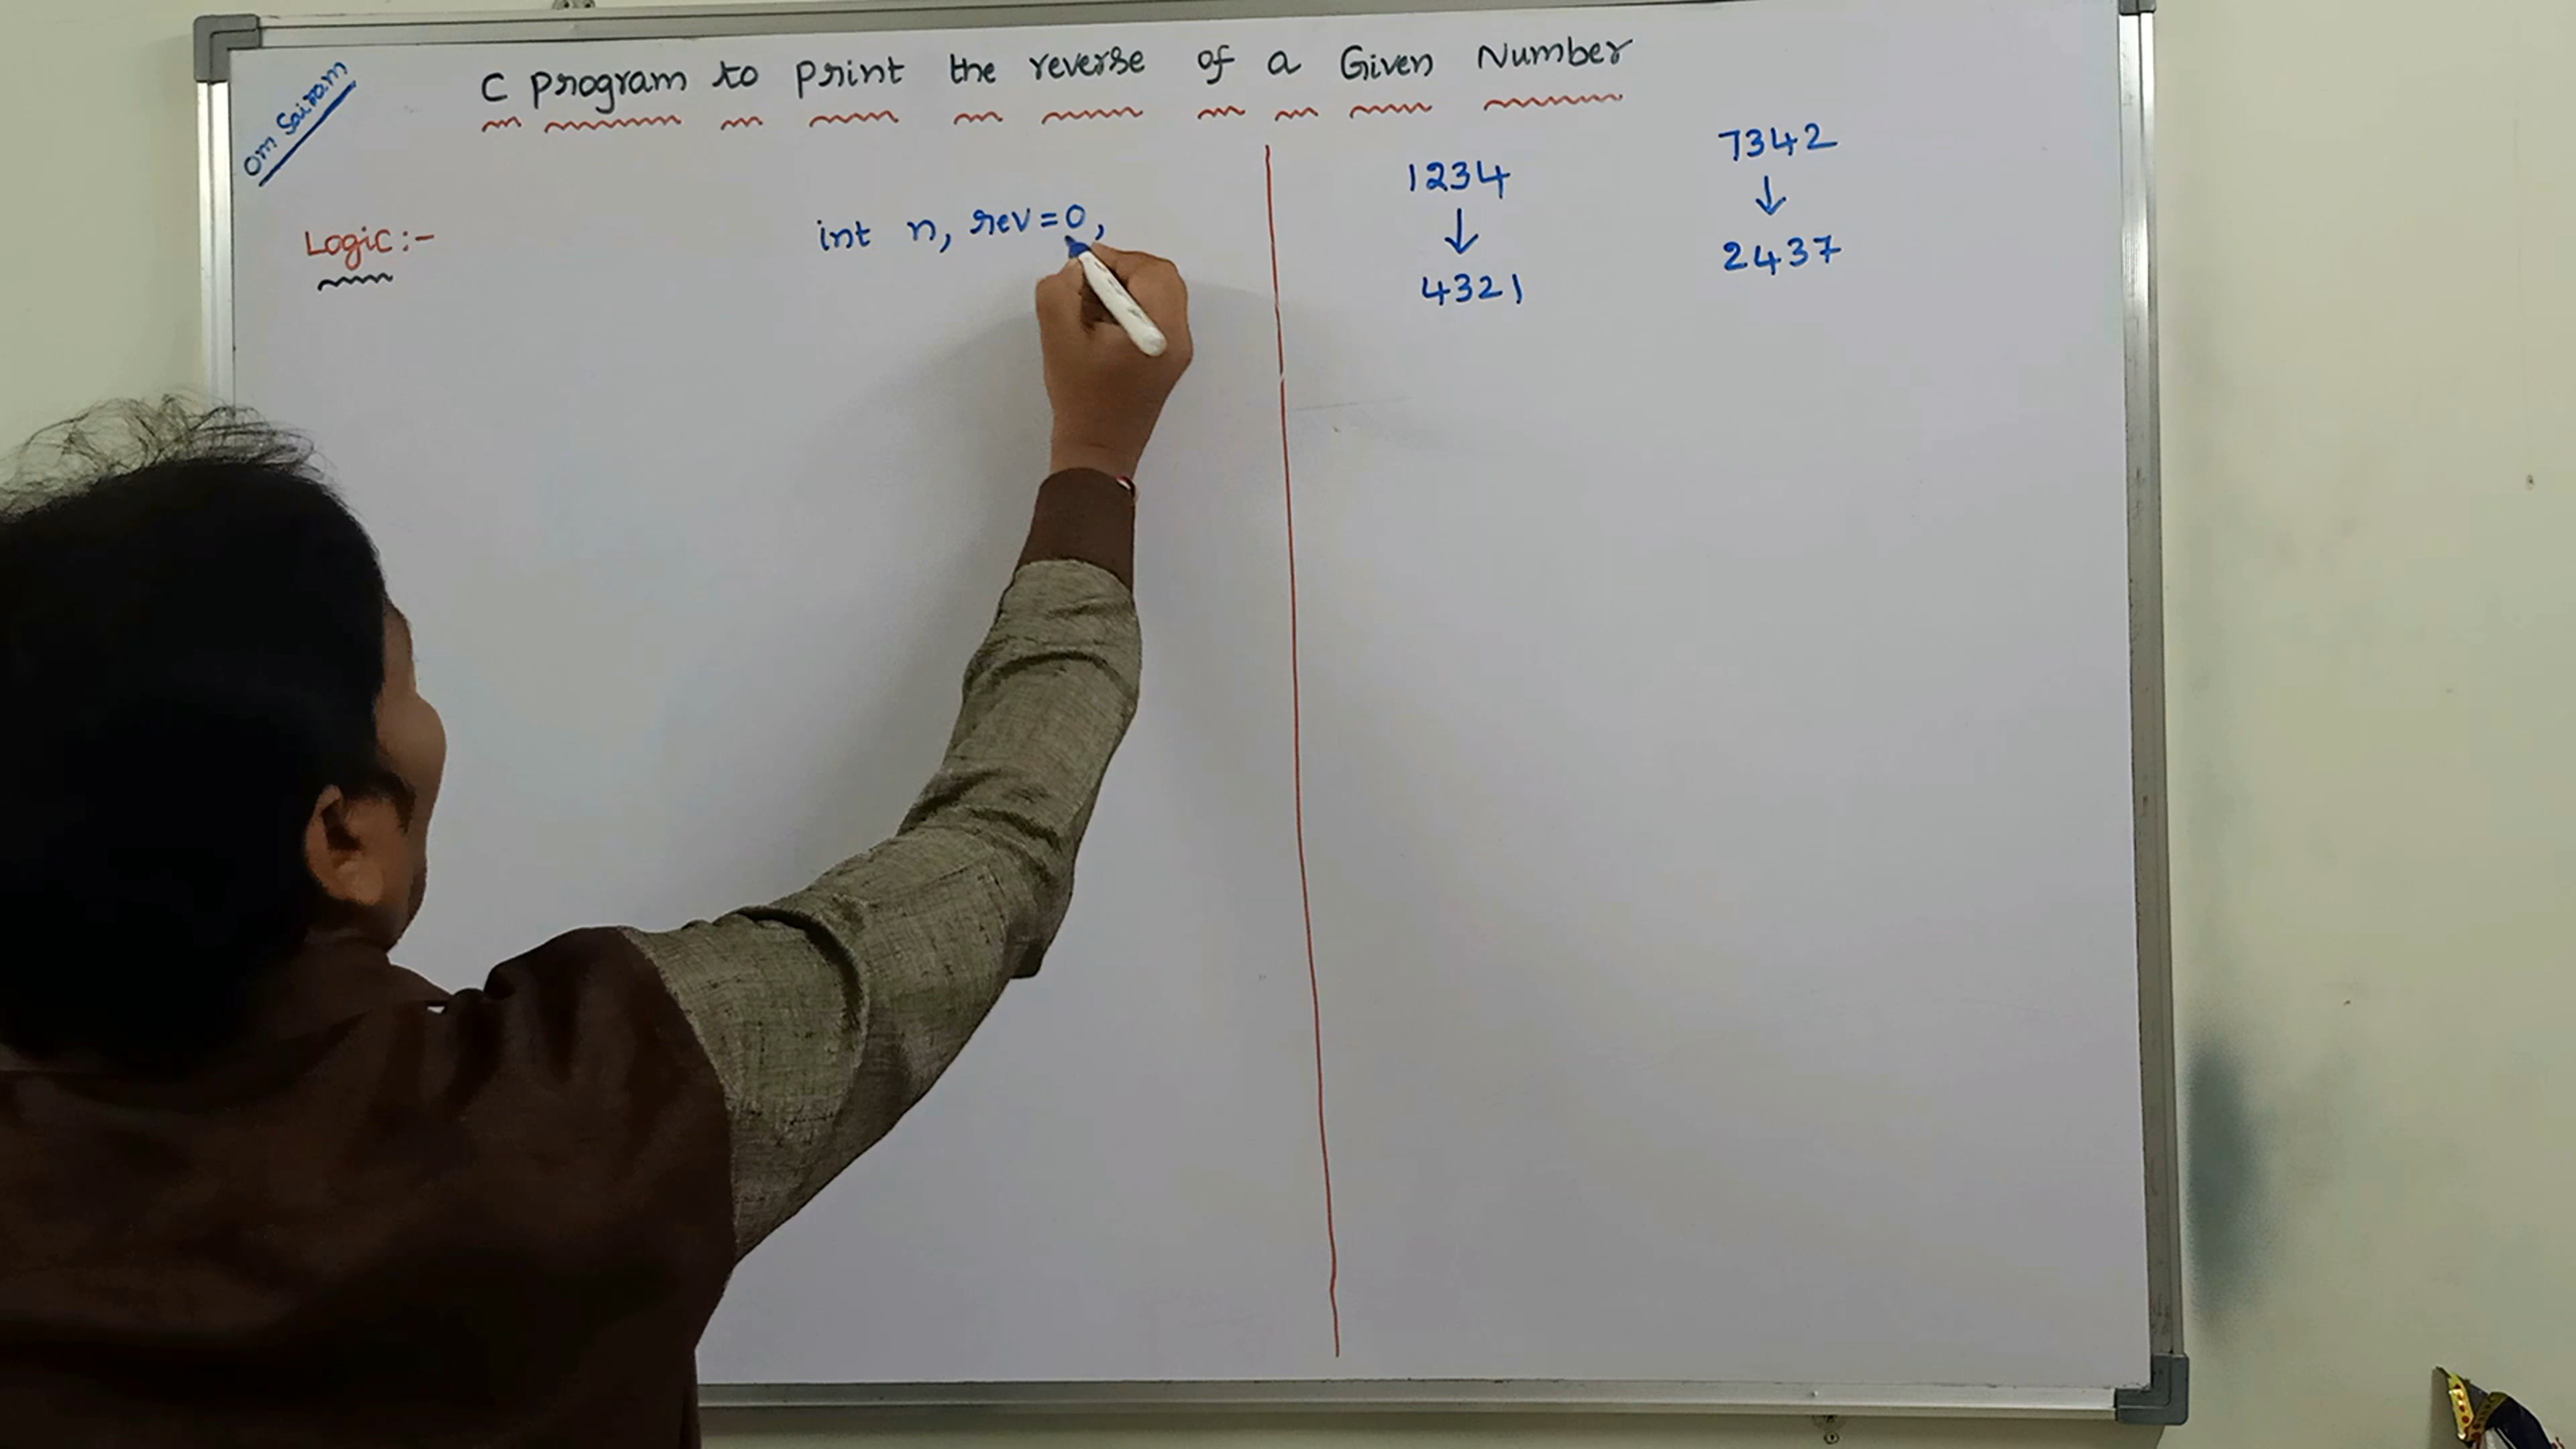 Om Sairam
C Program to Print the reverse of a Given Number
Logic:-
int n, rev=0,
1234
↓
4321
7342
↓
2437